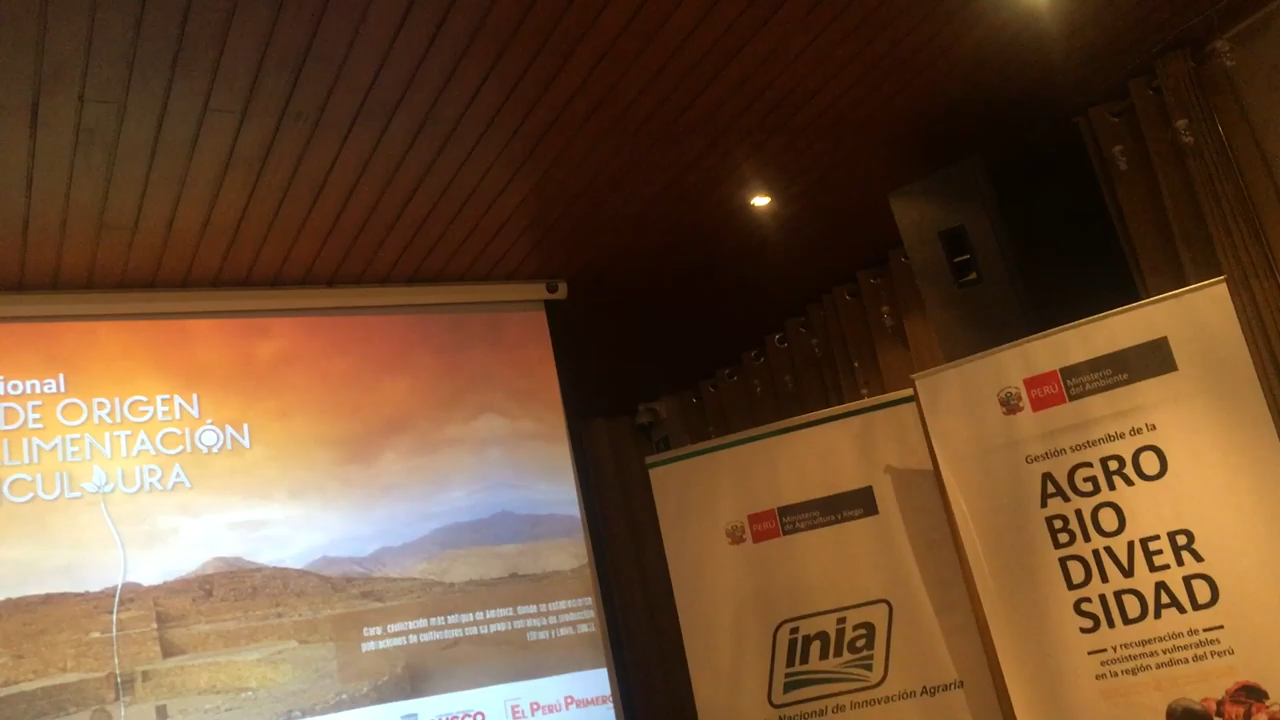 ional
DE ORIGEN
LIMENTACIÓN
CULTURA
Caral, civilización más antigua de América, donde se establecieron
poblaciones de cultivadores con su propia estrategia de producción
EL PERÚ PRIMERO
PERÚ
Ministerio
de Agricultura y Riego
inia
Nacional de Innovación Agraria
PERÚ
Ministerio
del Ambiente
Gestión sostenible de la
AGRO
BIO
DIVER
SIDAD
y recuperación de
ecosistemas vulnerables
en la región andina del Perú